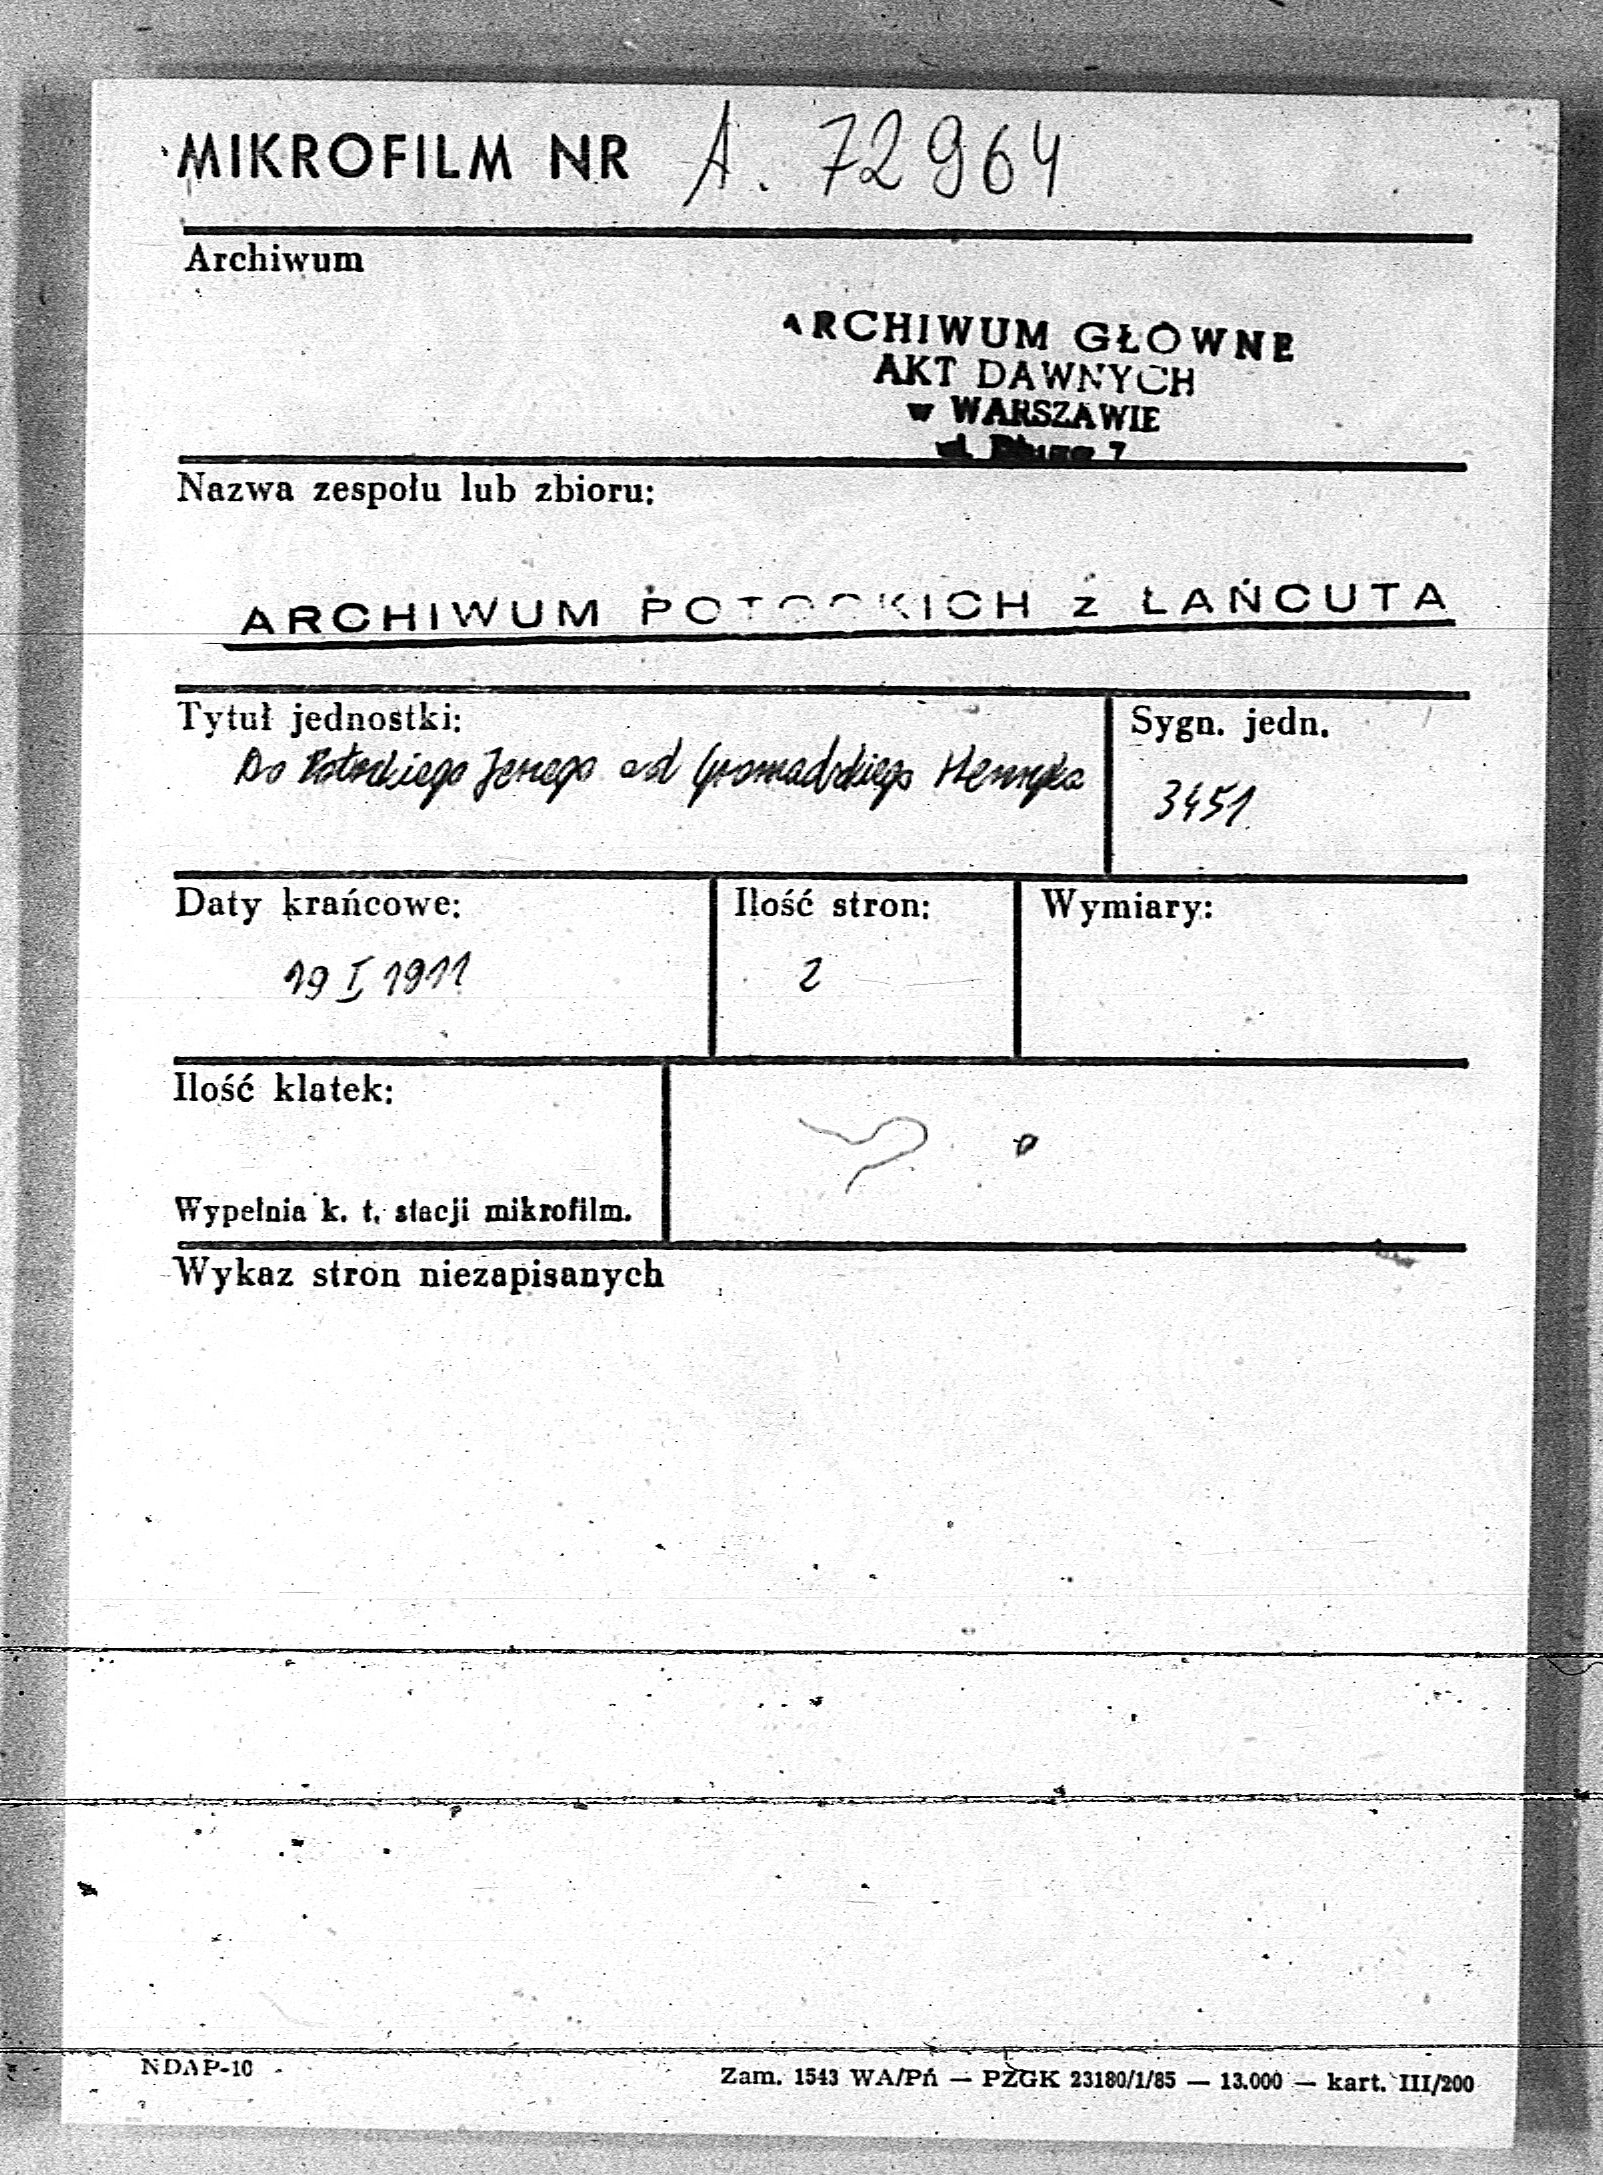 MIKROFILM NR A. 72964
Archiwum
ARCHIWUM GŁÓWNE
AKT DAWNYCH
w WARSZAWIE
ul. Długa 7
Nazwa zespołu lub zbioru:
ARCHIWUM POTOCKICH z ŁAŃCUTA
Tytuł jednostki:
Sygn. jedn.
Do Potockiego Jerzego od Gromadzkiego Henryka
3451
Daty krańcowe:
Ilość stron:
Wymiary:
19 I 1911
2
Ilość klatek:
Wypełnia k. t. stacji mikrofilm.
Wykaz stron niezapisanych
NDAP-10
Zam. 1543 WA/Pń — PZGK 23180/1/85 — 13.000 — kart. III/200